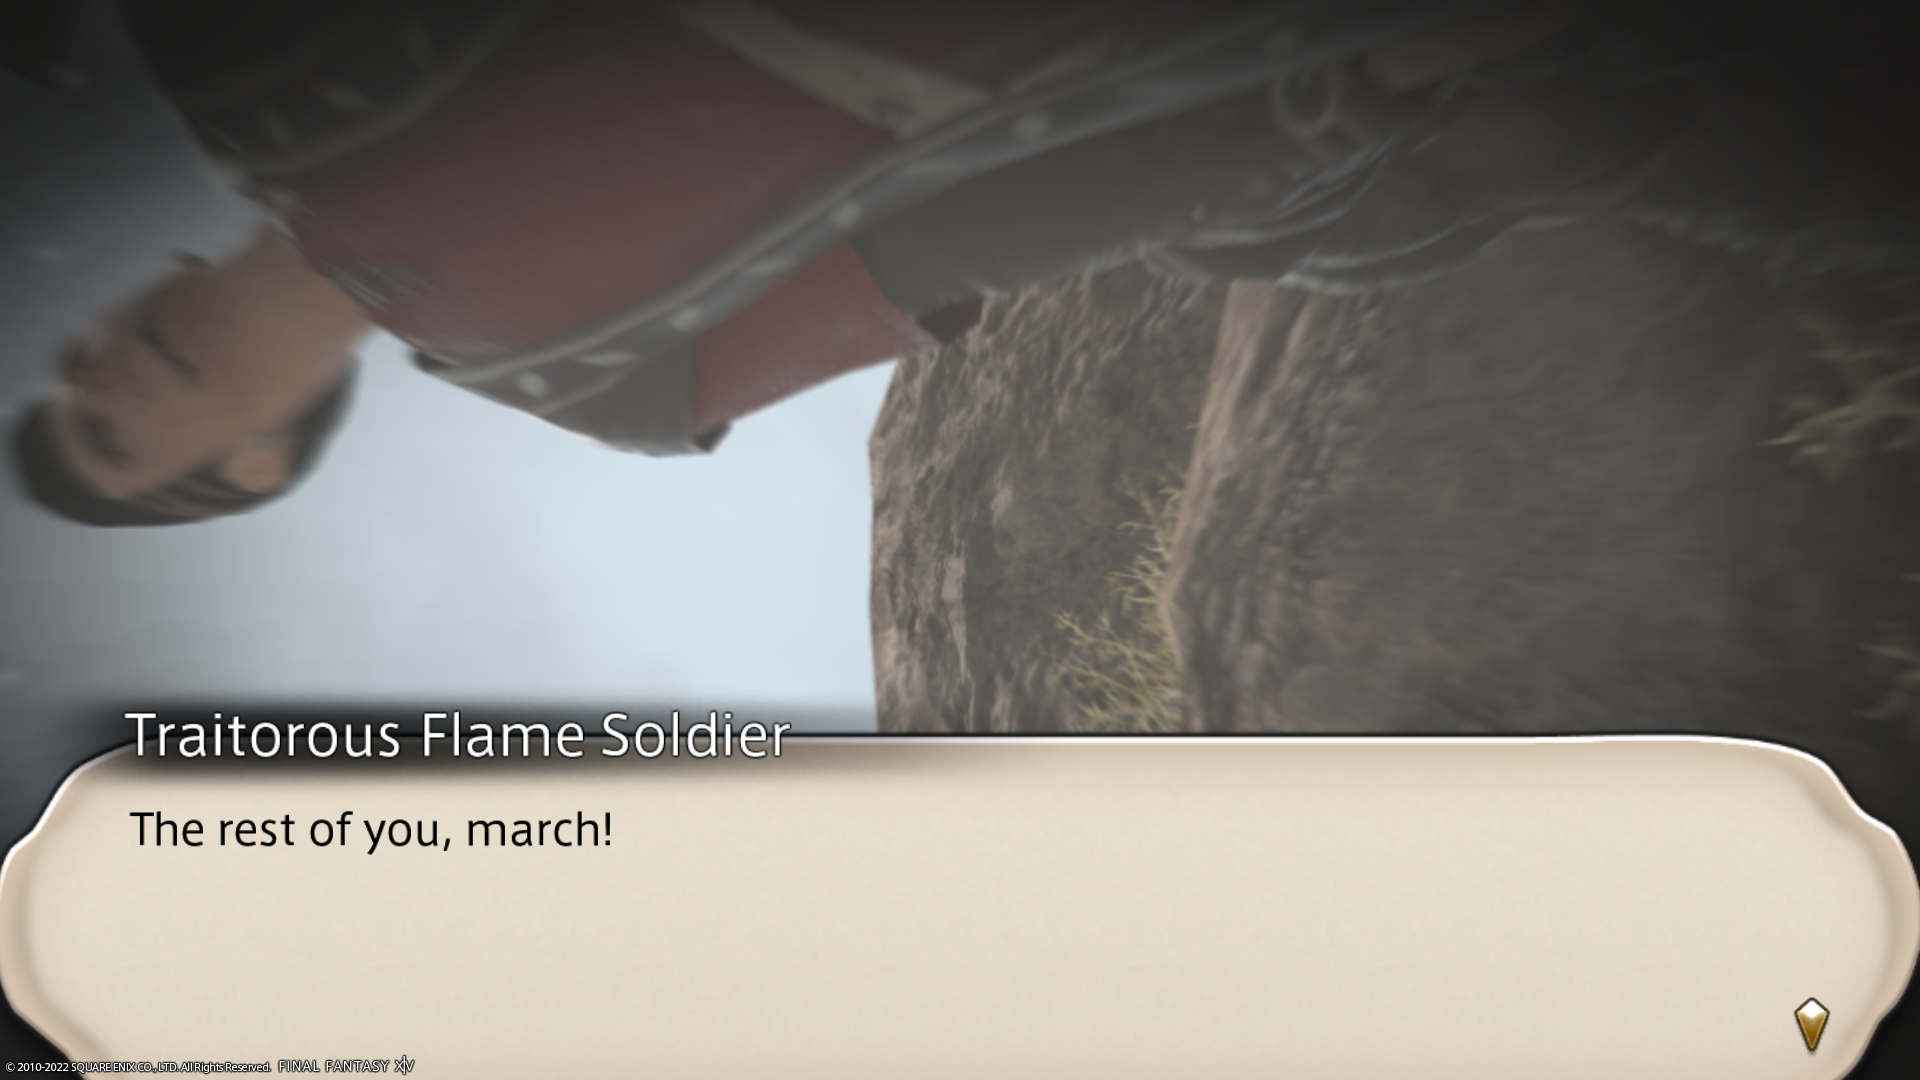 Traitorous Flame Soldier
The rest of you, march!
© 2010-2022 SQUARE ENIX CO., LTD. All Rights Reserved. FINAL FANTASY XIV